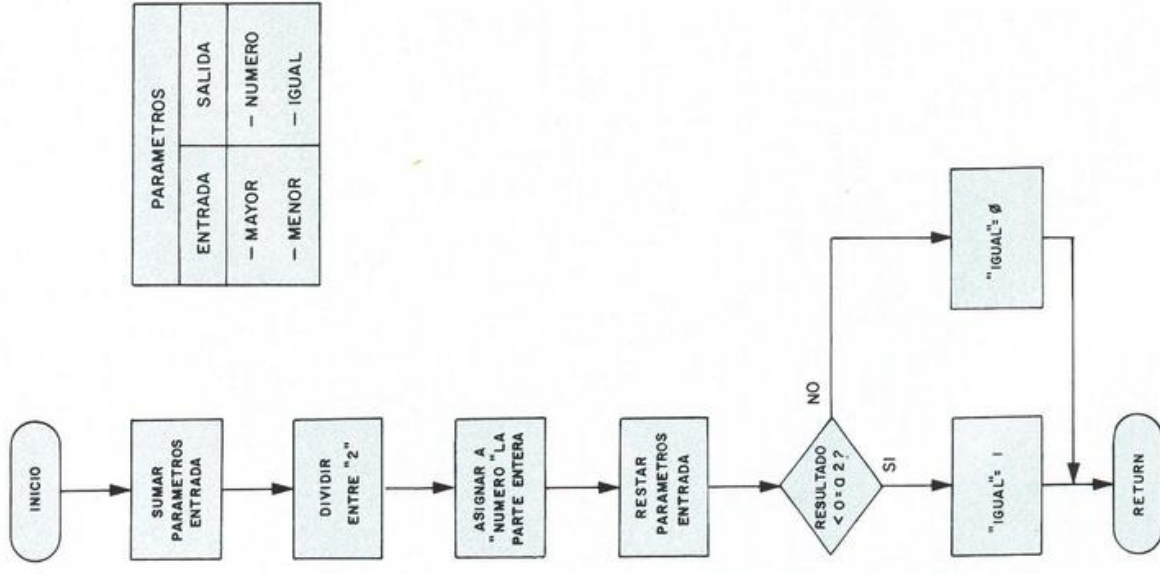 INICIO
SUMAR
PARAMETROS
ENTRADA
DIVIDIR
ENTRE "2"
ASIGNAR A
"NUMERO" LA
PARTE ENTERA
RESTAR
PARAMETROS
ENTRADA
RESULTADO
< O = A 2 ?
NO
SI
"IGUAL" = 1
"IGUAL" = Ø
RETURN
PARAMETROS
ENTRADA SALIDA
— MAYOR — NUMERO
— MENOR — IGUAL